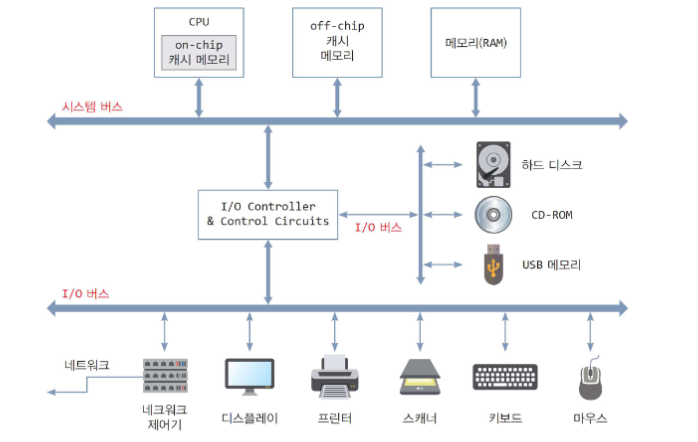 CPU
on-chip
캐시 메모리
off-chip
캐시
메모리
메모리(RAM)
시스템 버스
하드 디스크
I/O Controller
& Control Circuits
I/O 버스
CD-ROM
USB 메모리
I/O 버스
네트워크
네크워크
제어기
디스플레이
프린터
스캐너
키보드
마우스